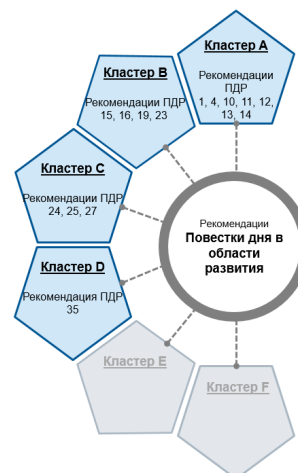 Кластер A
Рекомендации
ПДР
1, 4, 10, 11, 12,
13, 14
Кластер B
Рекомендации ПДР
15, 16, 19, 23
Кластер C
Рекомендации ПДР
24, 25, 27
Рекомендации
Повестки дня в
области
развития
Кластер D
Рекомендация ПДР
35
Кластер E
Кластер F